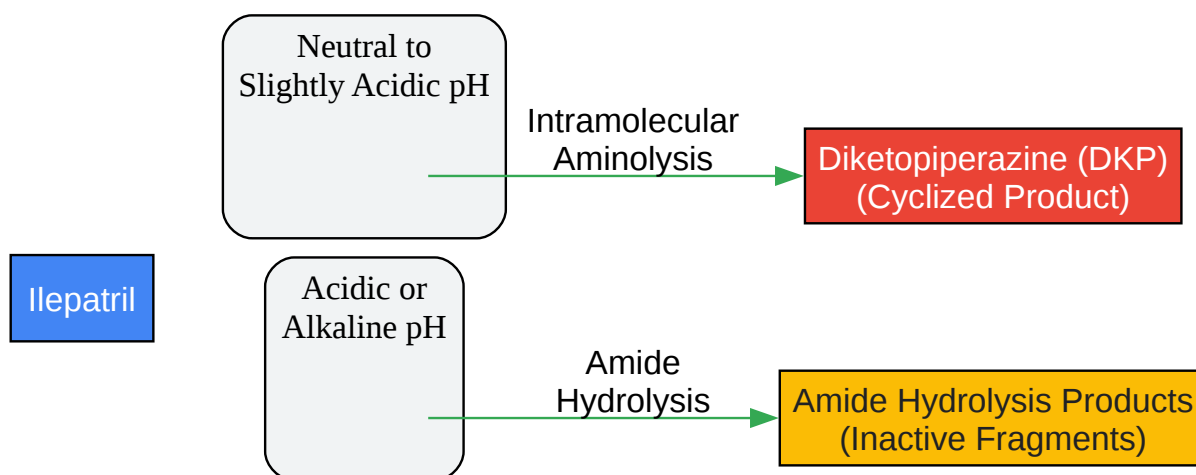 Neutral to
Slightly Acidic pH
Intramolecular
Aminolysis
Diketopiperazine (DKP)
(Cyclized Product)
Ilepatril
Acidic or
Alkaline pH
Amide
Hydrolysis
Amide Hydrolysis Products
(Inactive Fragments)